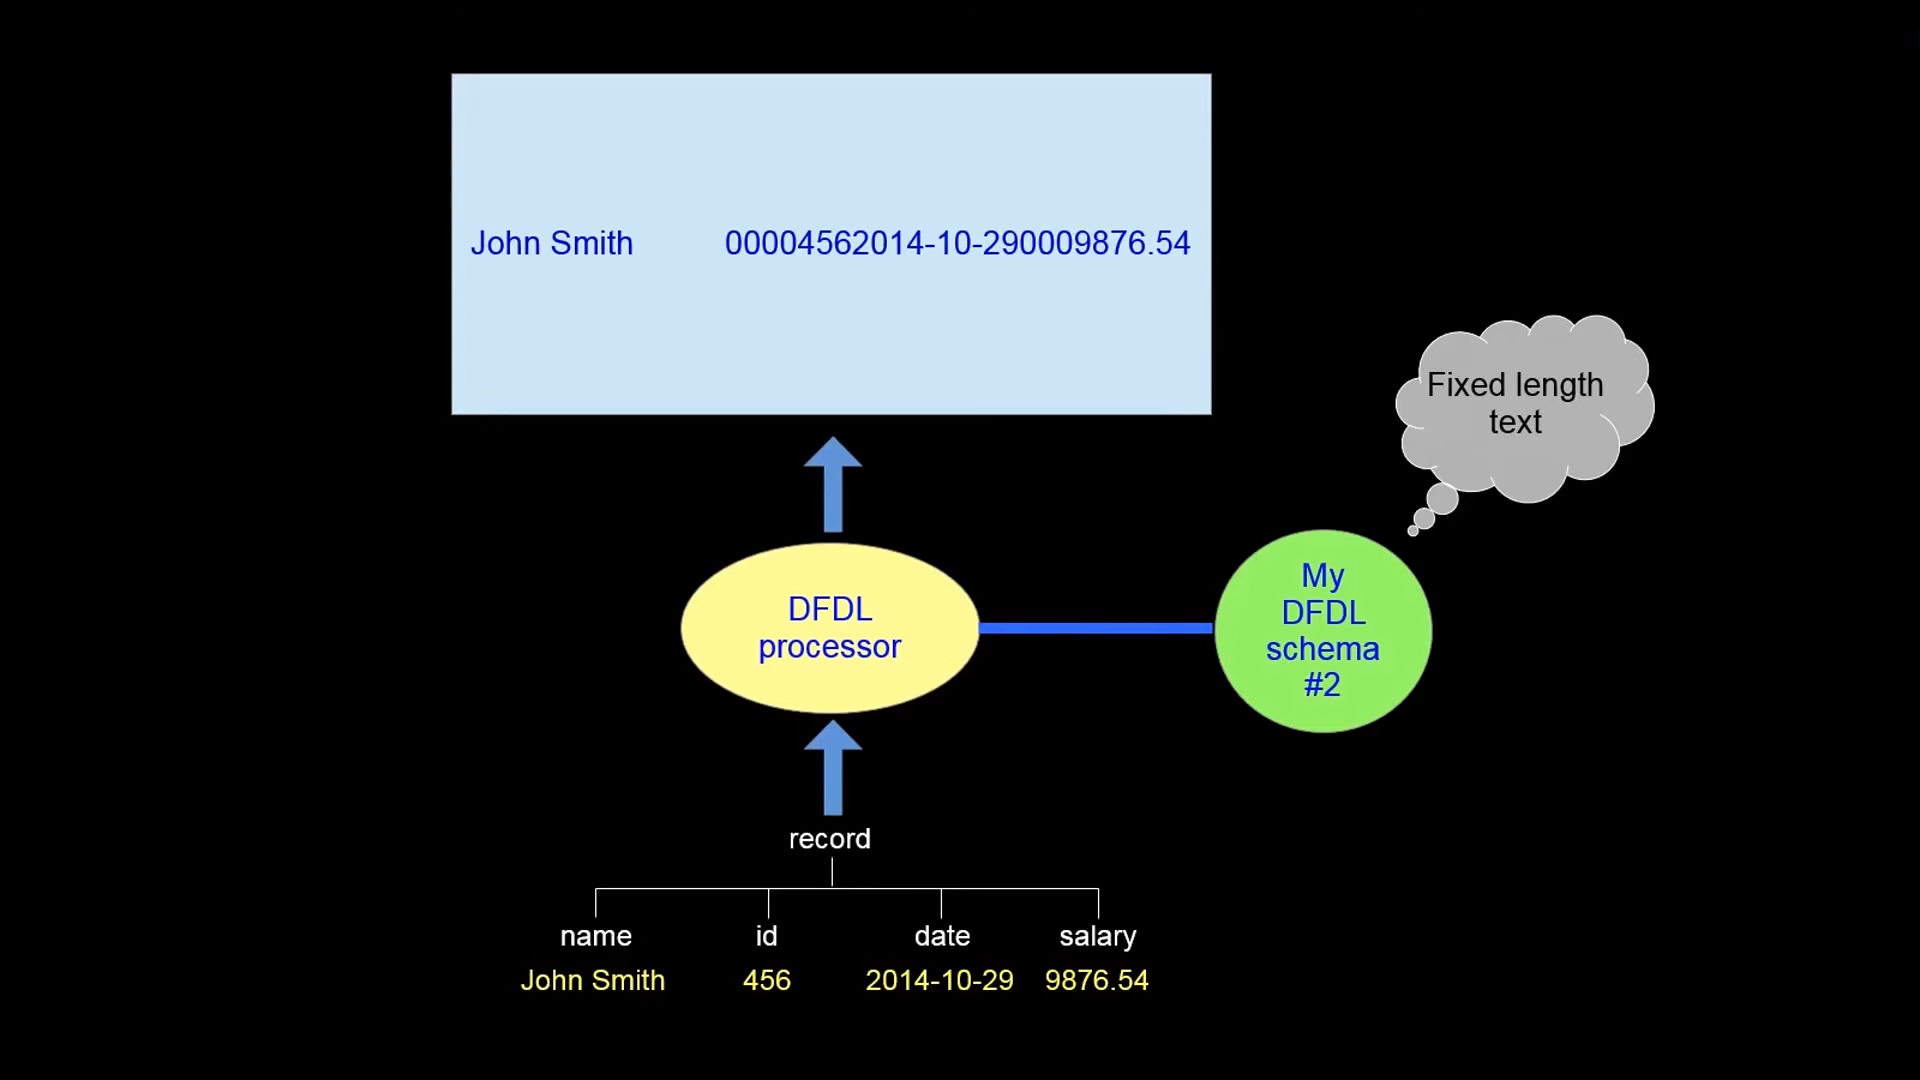 John Smith 00004562014-10-290009876.54
Fixed length
text
My
DFDL
schema
#2
DFDL
processor
record
name id date salary
John Smith 456 2014-10-29 9876.54